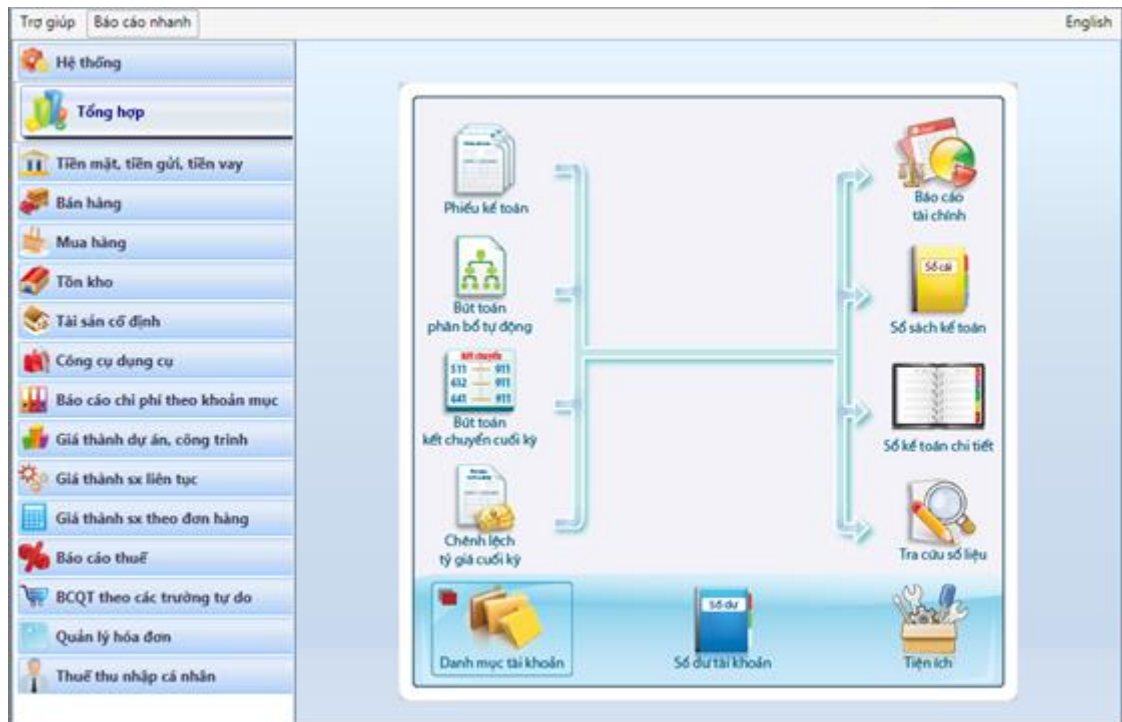 Trợ giúp Báo cáo nhanh English
Hệ thống
Tổng hợp
Tiền mặt, tiền gửi, tiền vay
Bán hàng
Mua hàng
Tồn kho
Tài sản cố định
Công cụ dụng cụ
Báo cáo chi phí theo khoản mục
Giá thành dự án, công trình
Giá thành sx liên tục
Giá thành sx theo đơn hàng
Báo cáo thuế
BCQT theo các trường tự do
Quản lý hóa đơn
Thuế thu nhập cá nhân
Phiếu kế toán
Bút toán
phân bổ tự động
Kết chuyển
511 911
632 911
641 911
Bút toán
kết chuyển cuối kỳ
Chênh lệch
tỷ giá cuối kỳ
Báo cáo
tài chính
Sổ cái
Sổ sách kế toán
Sổ kế toán chi tiết
Tra cứu số liệu
Danh mục tài khoản
Số dư
Số dư tài khoản
Tiện ích